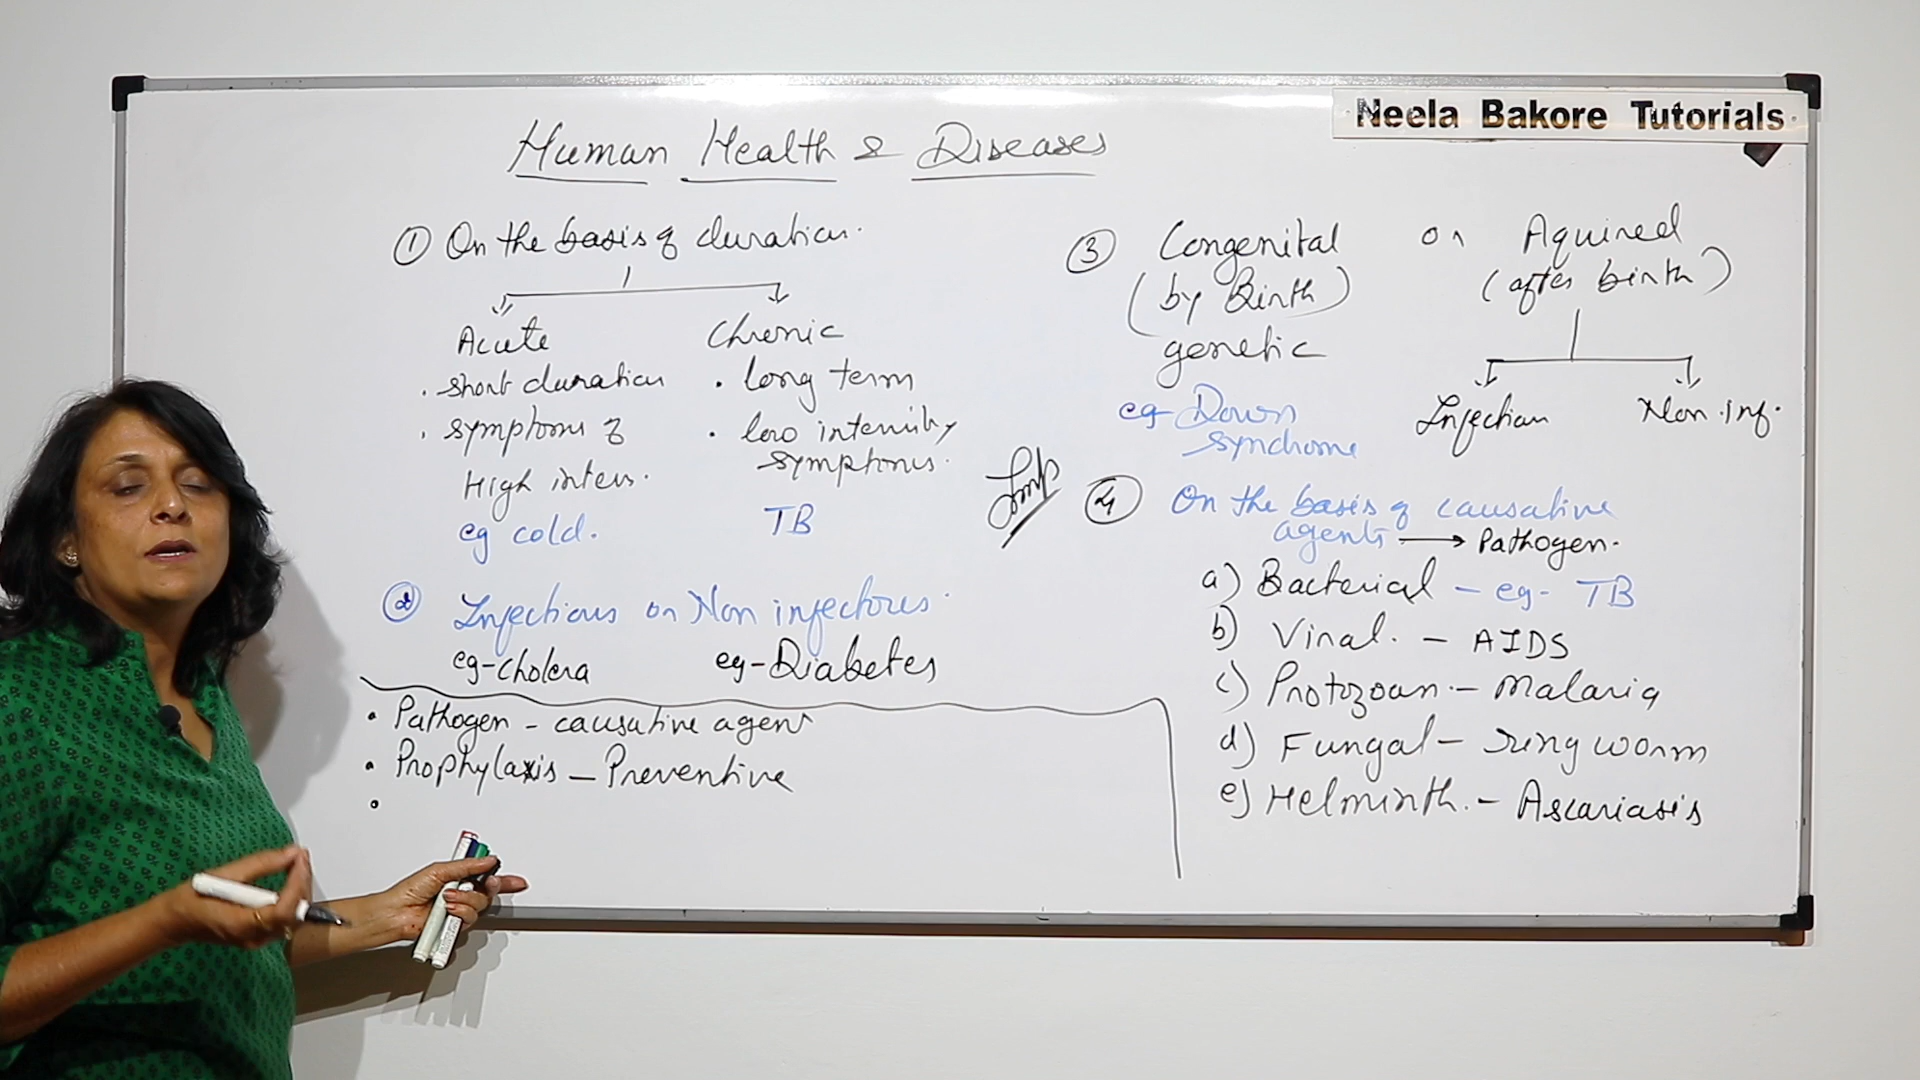 Neela Bakore Tutorials
Human Health & Diseases
① On the basis of duration.
Acute
. short duration
. symptoms of
High intens.
eg cold.
Chronic
. long term
. low intensity
symptoms.
TB
② Infectious or Non infectious.
eg-cholera eg-Diabetes
• Pathogen - causative agent
• Prophylaxis - Preventive
•
③ Congenital or Aquired
(by Birth) (after birth)
genetic
eg- Down
syndrome
Infection Non.inf.
Imp
④ On the basis of causative
agents → Pathogen.
a) Bacterial - eg- TB
b) Viral. - AIDS
c) Protozoan. - Malaria
d) Fungal - ring worm
e) Helminth. - Ascariasis